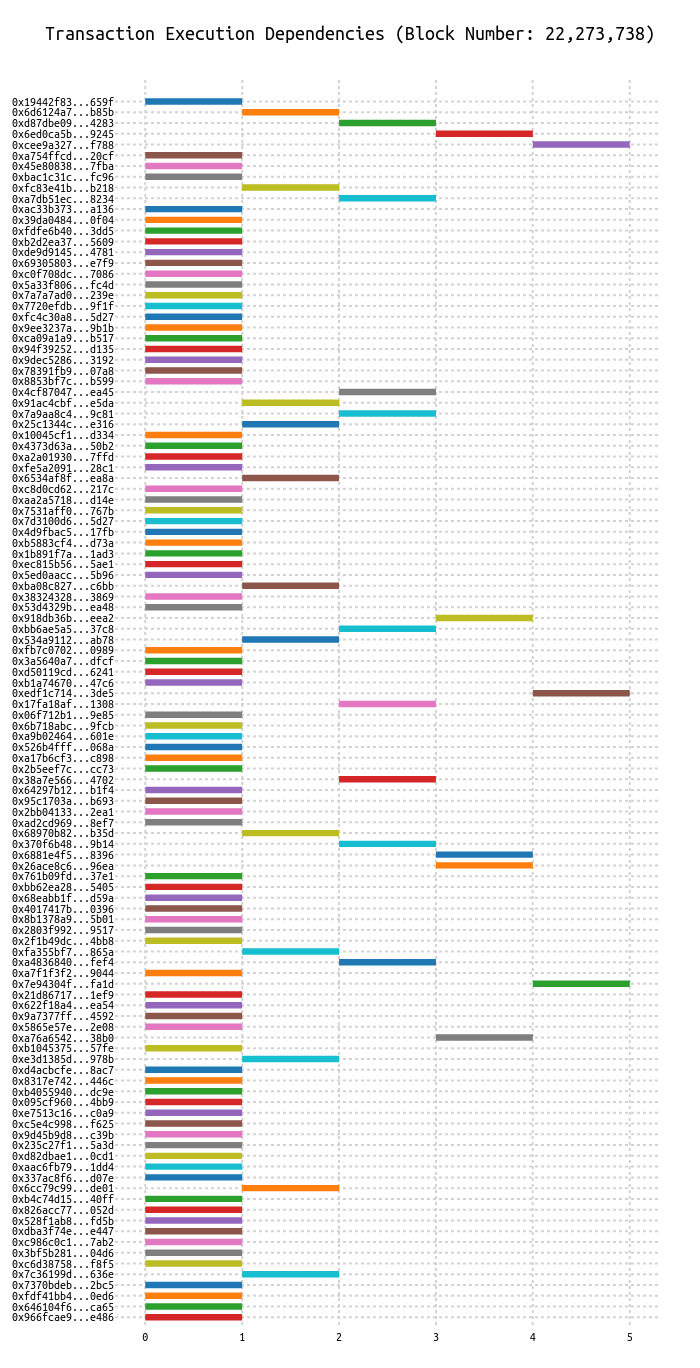 Transaction Execution Dependencies (Block Number: 22,273,738)
0x19442f83...659f
0x6d6124a7...b85b
0xd87dbe09...4283
0x6ed0ca5b...9245
0xcee9a327...f788
0xa754ffcd...20cf
0x45e80838...7fba
0xbac1c31c...fc96
0xfc83e41b...b218
0xa7db51ec...8234
0xac33b373...a136
0x39da0484...0f04
0xfdfe6b40...3dd5
0xb2d2ea37...5609
0xde9d9145...4781
0x69305803...e7f9
0xc0f708dc...7086
0x5a33f806...fc4d
0x7a7a7ad0...239e
0x7720efdb...9f1f
0xfc4c30a8...5d27
0x9ee3237a...9b1b
0xca09a1a9...b517
0x94f39252...d135
0x9dec5286...3192
0x78391fb9...07a8
0x8853bf7c...b599
0x4cf87047...ea45
0x91ac4cbf...e5da
0x7a9aa8c4...9c81
0x25c1344c...e316
0x10045cf1...d334
0x4373d63a...50b2
0xa2a01930...7ffd
0xfe5a2091...28c1
0x6534af8f...ea8a
0xc8d0cd62...217c
0xaa2a5718...d14e
0x7531aff0...767b
0x7d3100d6...5d27
0x4d9fbac5...17fb
0xb5883cf4...d73a
0x1b891f7a...1ad3
0xec815b56...5ae1
0x5ed0aacc...5b96
0xba08c827...c6bb
0x38324328...3869
0x53d4329b...ea48
0x918db36b...eea2
0xbb6ae5a5...37c8
0x534a9112...ab78
0xfb7c0702...0989
0x3a5640a7...dfcf
0xd50119cd...6241
0xb1a74670...47c6
0xedf1c714...3de5
0x17fa18af...1308
0x06f712b1...9e85
0x6b718abc...9fcb
0xa9b02464...601e
0x526b4fff...068a
0xa17b6cf3...c898
0x2b5eef7c...cc73
0x38a7e566...4702
0x64297b12...b1f4
0x95c1703a...b693
0x2bb04133...2ea1
0xad2cd969...8ef7
0x68970b82...b35d
0x370f6b48...9b14
0x6881e4f5...8396
0x26ace8c6...96ea
0x761b09fd...37e1
0xbb62ea28...5405
0x68eabb1f...d59a
0x4017417b...0396
0x8b1378a9...5b01
0x2803f992...9517
0x2f1b49dc...4bb8
0xfa355bf7...865a
0xa4836840...fef4
0xa7f1f3f2...9044
0x7e94304f...fa1d
0x21d86717...1ef9
0x622f18a4...ea54
0x9a7377ff...4592
0x5865e57e...2e08
0xa76a6542...38b0
0xb1045375...57fe
0xe3d1385d...978b
0xd4acbcfe...8ac7
0x8317e742...446c
0xb4055940...dc9e
0x095cf960...4bb9
0xe7513c16...c0a9
0xc5e4c998...f625
0x9d45b9d8...c39b
0x235c27f1...5a3d
0xd82dbae1...0cd1
0xaac6fb79...1dd4
0x337ac8f6...d07e
0x6cc79c99...de01
0xb4c74d15...40ff
0x826acc77...052d
0x528f1ab8...fd5b
0xdba3f74e...e447
0xc986c0c1...7ab2
0x3bf5b281...04d6
0xc6d38758...f8f5
0x7c36199d...636e
0x7370bdeb...2bc5
0xfdf41bb4...0ed6
0x646104f6...ca65
0x966fcae9...e486
0 1 2 3 4 5